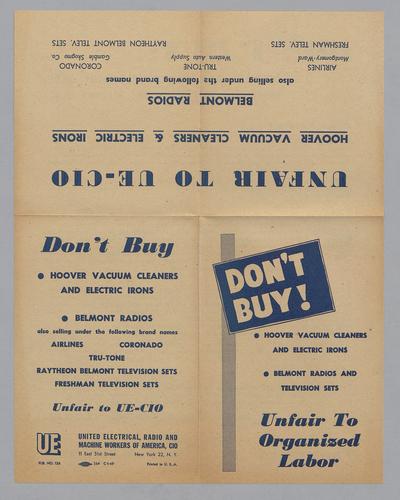 UNFAIR TO UE-CIO
HOOVER VACUUM CLEANERS & ELECTRIC IRONS
BELMONT RADIOS
also selling under the following brand names
AIRLINES TRU-TONE CORONADO
Montgomery-Ward Western Auto Supply Gamble Skogmo Co.
FRESHMAN TELEV. SETS RAYTHEON BELMONT TELEV. SETS
Don't Buy
● HOOVER VACUUM CLEANERS
AND ELECTRIC IRONS
● BELMONT RADIOS
also selling under the following brand names
AIRLINES CORONADO
TRU-TONE
RAYTHEON BELMONT TELEVISION SETS
FRESHMAN TELEVISION SETS
Unfair to UE-CIO
UE
UNITED ELECTRICAL, RADIO AND
MACHINE WORKERS OF AMERICA, CIO
11 East 51st Street New York 22, N. Y.
PUB. NO. 126 264 Printed in U. S. A.
DON'T
BUY!
● HOOVER VACUUM CLEANERS
AND ELECTRIC IRONS
● BELMONT RADIOS AND
TELEVISION SETS
Unfair To
Organized
Labor